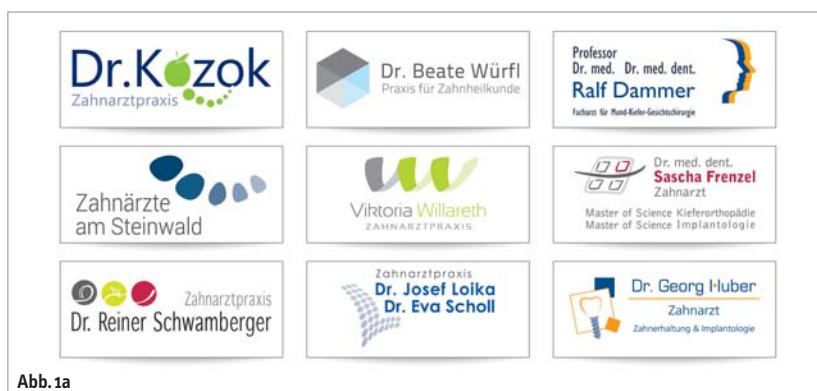 Dr.Kozok
Zahnarztpraxis
Dr. Beate Würfl
Praxis für Zahnheilkunde
Professor
Dr. med. Dr. med. dent.
Ralf Dammer
Facharzt für Mund-Kiefer-Gesichtschirurgie
Zahnärzte
am Steinwald
Viktoria Willareth
ZAHNARZTPRAXIS
Dr. med. dent.
Sascha Frenzel
Zahnarzt
Master of Science Kieferorthopädie
Master of Science Implantologie
Zahnarztpraxis
Dr. Reiner Schwamberger
Zahnarztpraxis
Dr. Josef Loika
Dr. Eva Scholl
Dr. Georg Huber
Zahnarzt
Zahnerhaltung & Implantologie
Abb. 1a